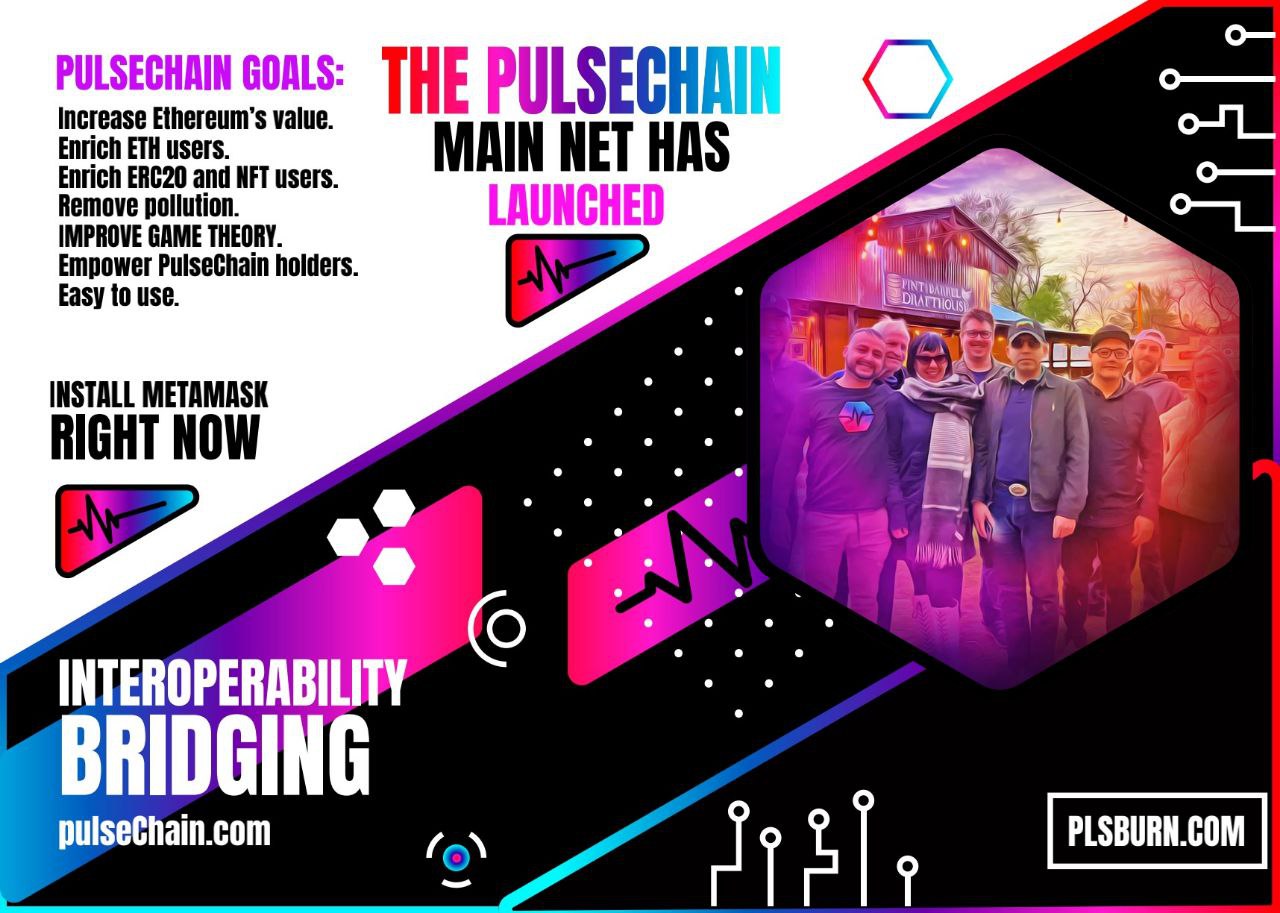 PULSECHAIN GOALS:
Increase Ethereum's value.
Enrich ETH users.
Enrich ERC20 and NFT users.
Remove pollution.
IMPROVE GAME THEORY.
Empower PulseChain holders.
Easy to use.
THE PULSECHAIN
MAIN NET HAS
LAUNCHED
INSTALL METAMASK
RIGHT NOW
PINT & BARREL
DRAFTHOUSE
INTEROPERABILITY
BRIDGING
pulseChain.com
PLSBURN.COM